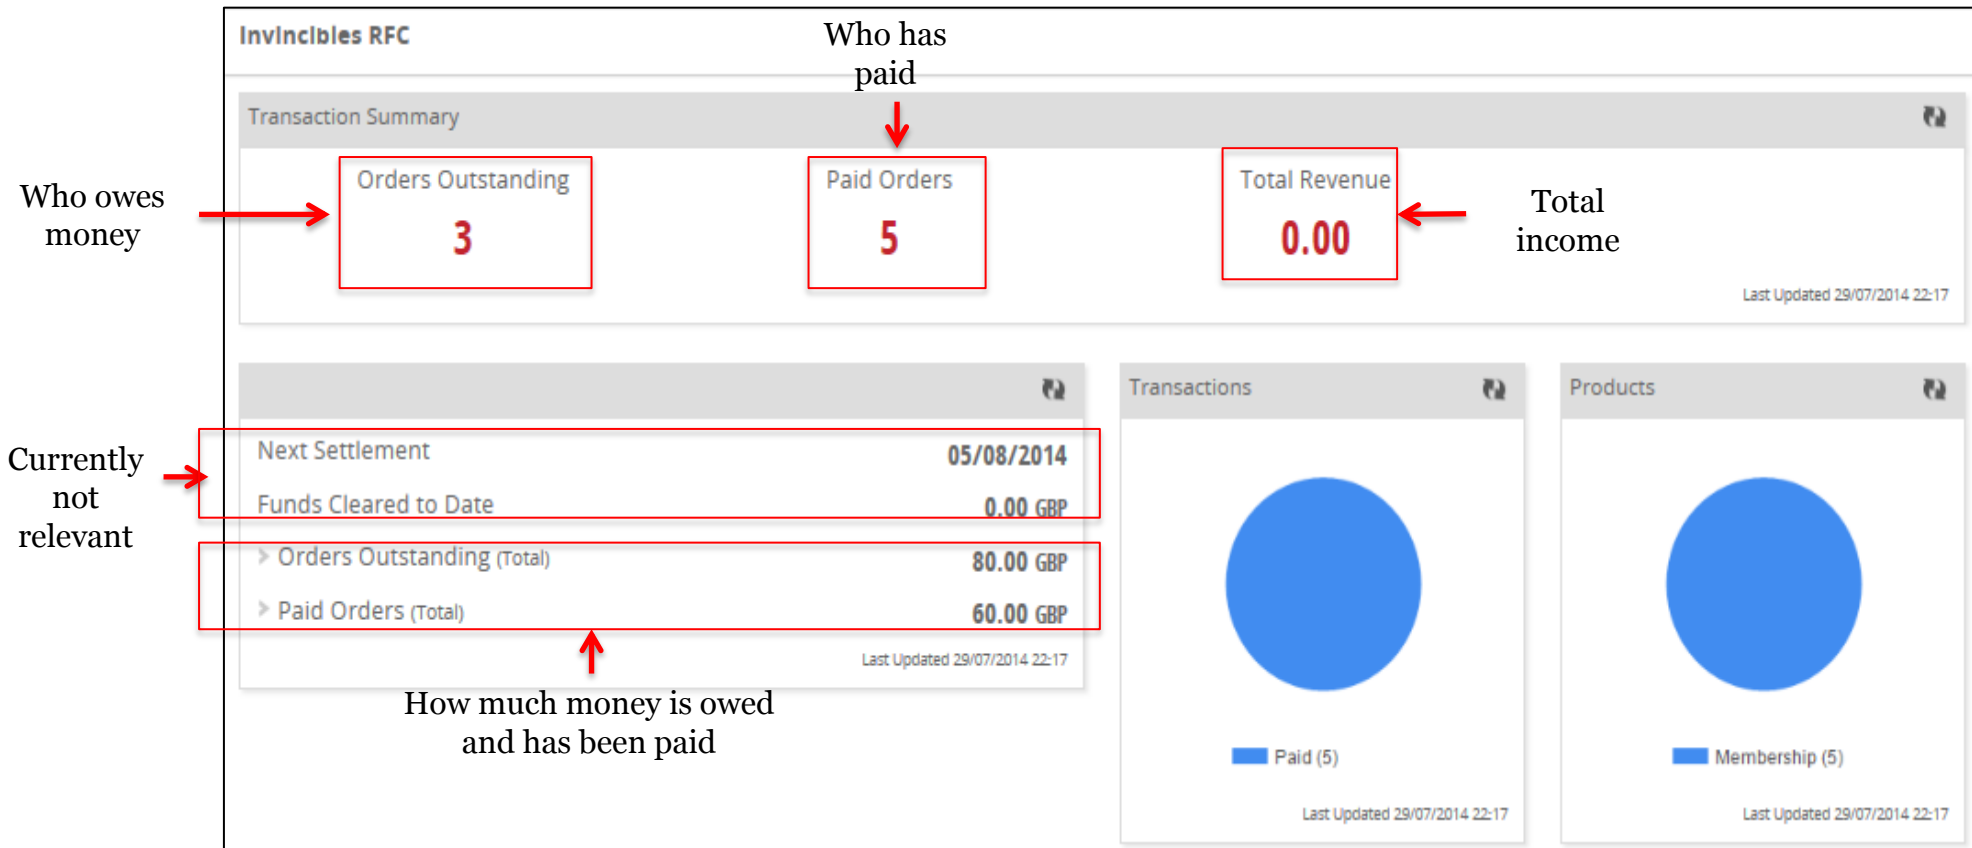 Invincibles RFC
Who has
paid
Transaction Summary
Who owes
money
Orders Outstanding
3
Paid Orders
5
Total Revenue
0.00
Total
income
Last Updated 29/07/2014 22:17
Currently
not
relevant
Next Settlement 05/08/2014
Funds Cleared to Date 0.00 GBP
> Orders Outstanding (Total) 80.00 GBP
> Paid Orders (Total) 60.00 GBP
Last Updated 29/07/2014 22:17
How much money is owed
and has been paid
Transactions
Paid (5)
Last Updated 29/07/2014 22:17
Products
Membership (5)
Last Updated 29/07/2014 22:17